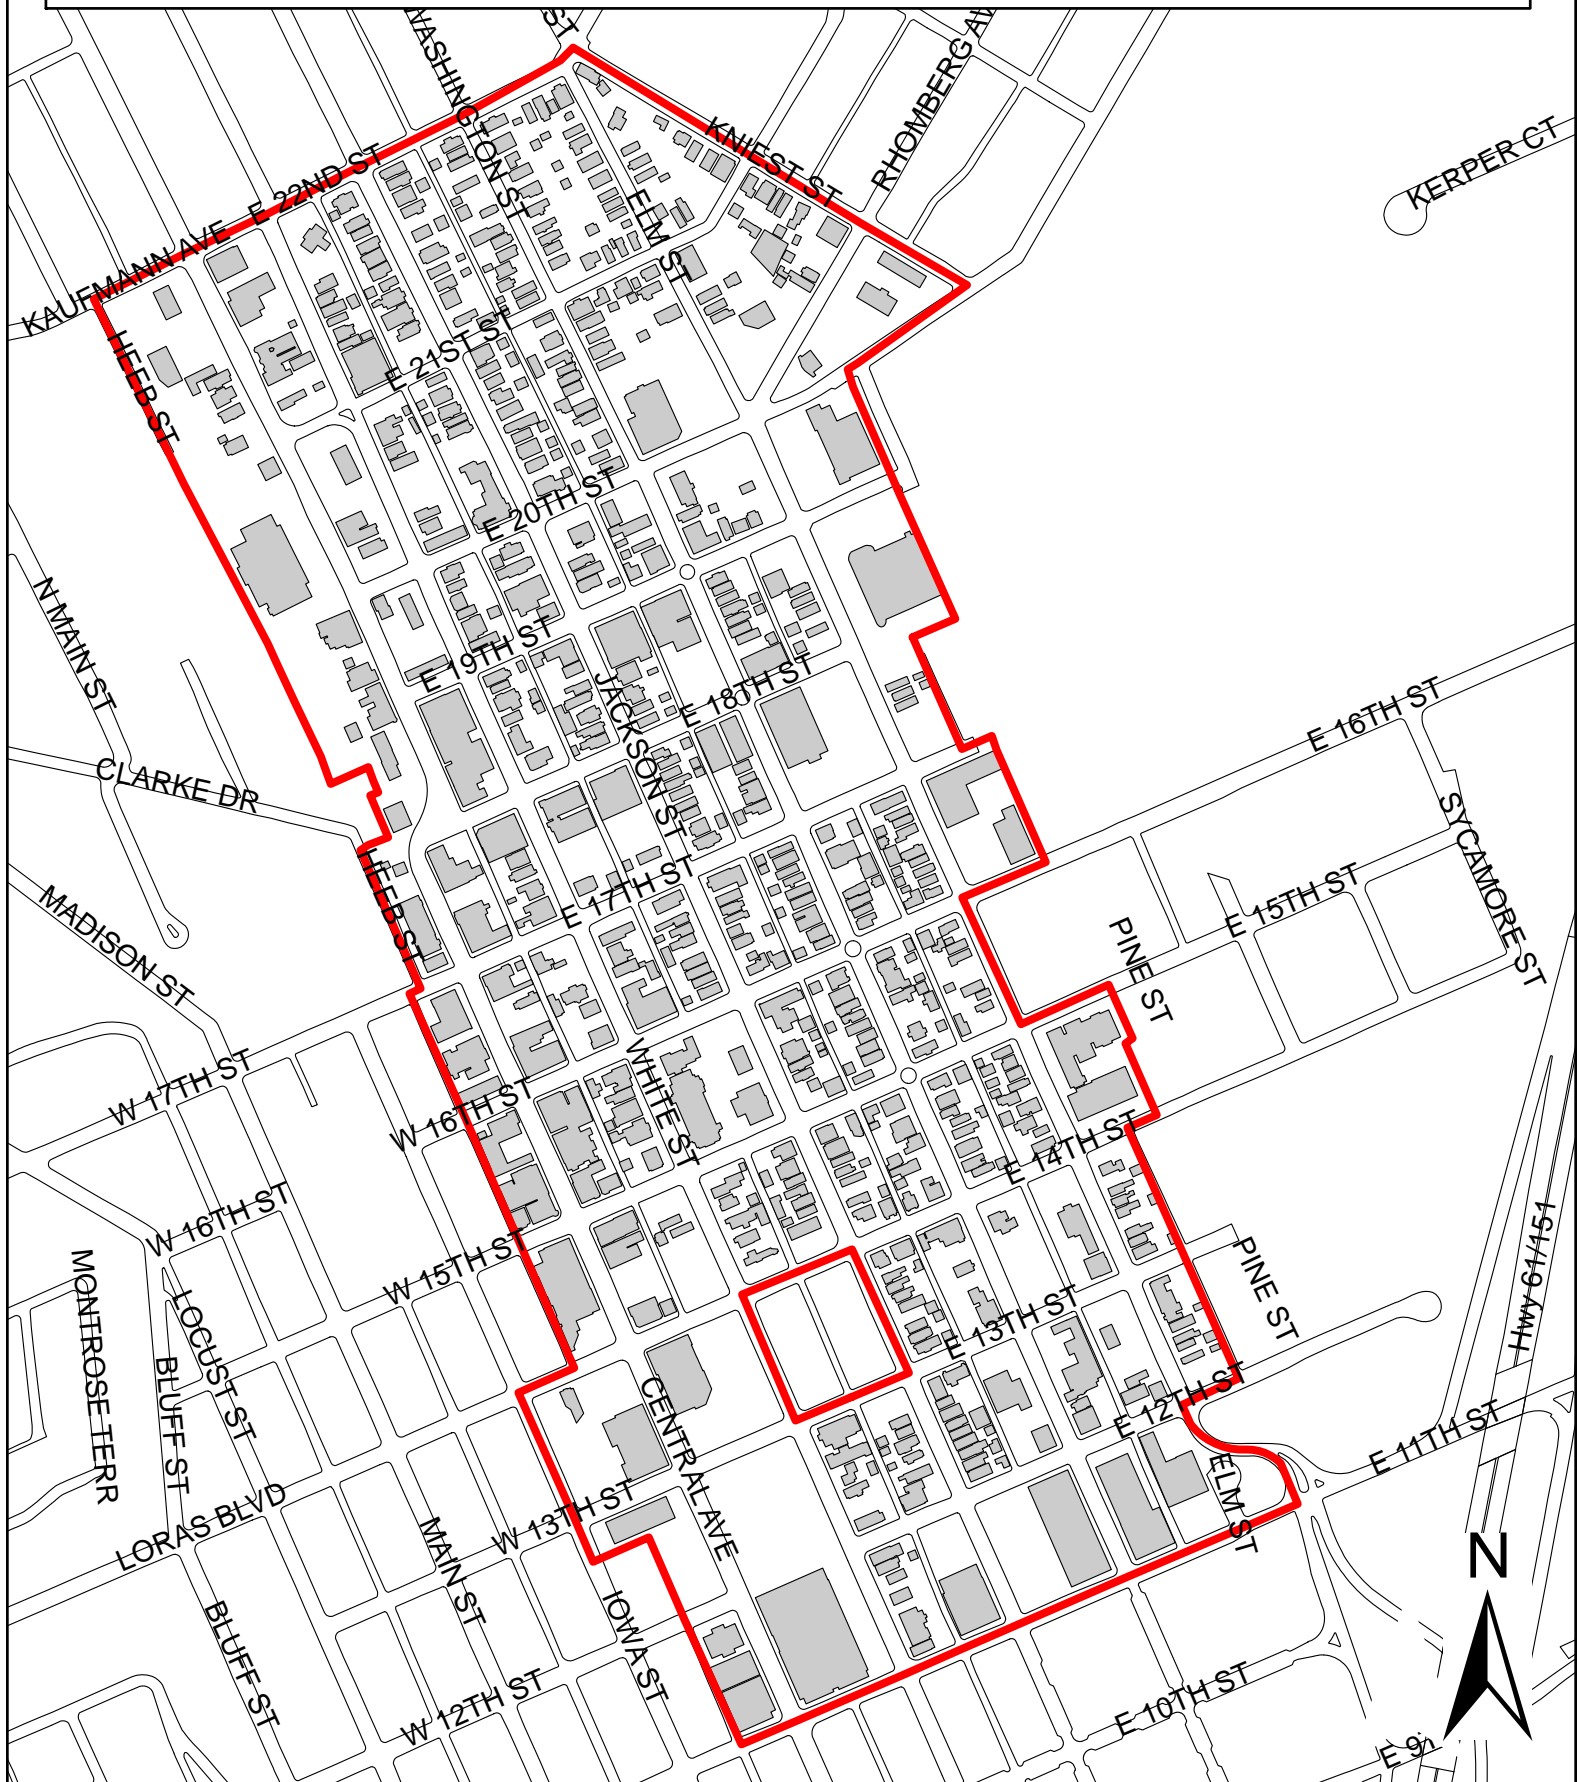 WASHINGTON ST
ST
RHOMBERG AV
KNIEST ST
KERPER CT
E 22ND ST
KAUFMANN AVE
ELM ST
HEEB ST
E 21ST ST
E 20TH ST
N MAIN ST
E 19TH ST
JACKSON ST
E 18TH ST
E 16TH ST
CLARKE DR
SYCAMORE ST
HEEB ST
E 17TH ST
E 15TH ST
MADISON ST
PINE ST
W 17TH ST
W 16TH ST
WHITE ST
E 14TH ST
W 16TH ST
W 15TH ST
Hwy 61/151
PINE ST
MONTROSE TERR
LOCUST ST
BLUFF ST
E 13TH ST
CENTRAL AVE
E 12TH ST
E 11TH ST
ELM ST
LORAS BLVD
MAIN ST
W 13TH ST
N
BLUFF ST
IOWA ST
W 12TH ST
E 10TH ST